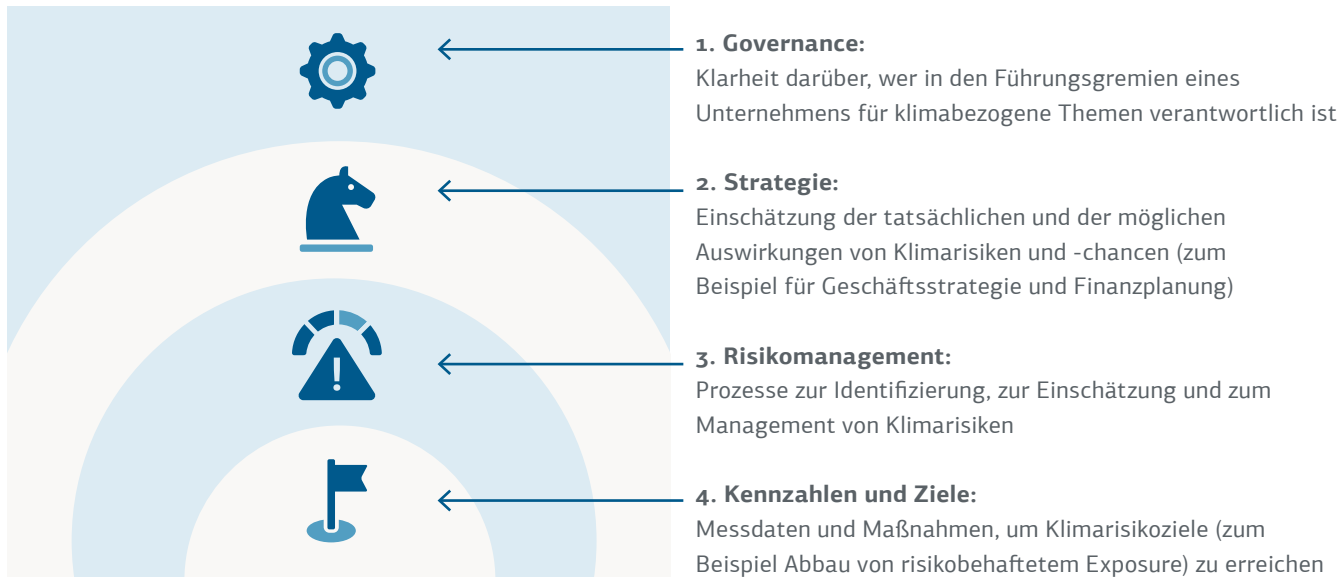 1. Governance:
Klarheit darüber, wer in den Führungsgremien eines
Unternehmens für klimabezogene Themen verantwortlich ist
2. Strategie:
Einschätzung der tatsächlichen und der möglichen
Auswirkungen von Klimarisiken und -chancen (zum
Beispiel für Geschäftsstrategie und Finanzplanung)
3. Risikomanagement:
Prozesse zur Identifizierung, zur Einschätzung und zum
Management von Klimarisiken
4. Kennzahlen und Ziele:
Messdaten und Maßnahmen, um Klimarisikoziele (zum
Beispiel Abbau von risikobehaftetem Exposure) zu erreichen